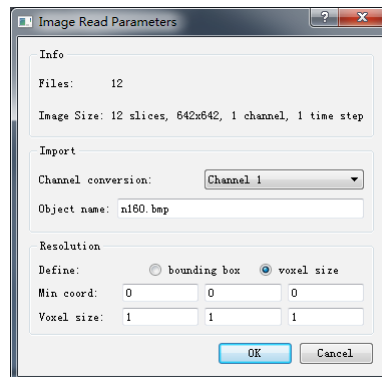 Image Read Parameters
Info
Files: 12
Image Size: 12 slices, 642x642, 1 channel, 1 time step
Import
Channel conversion: Channel 1
Object name: n160.bmp
Resolution
Define: bounding box voxel size
Min coord: 0 0 0
Voxel size: 1 1 1
OK Cancel